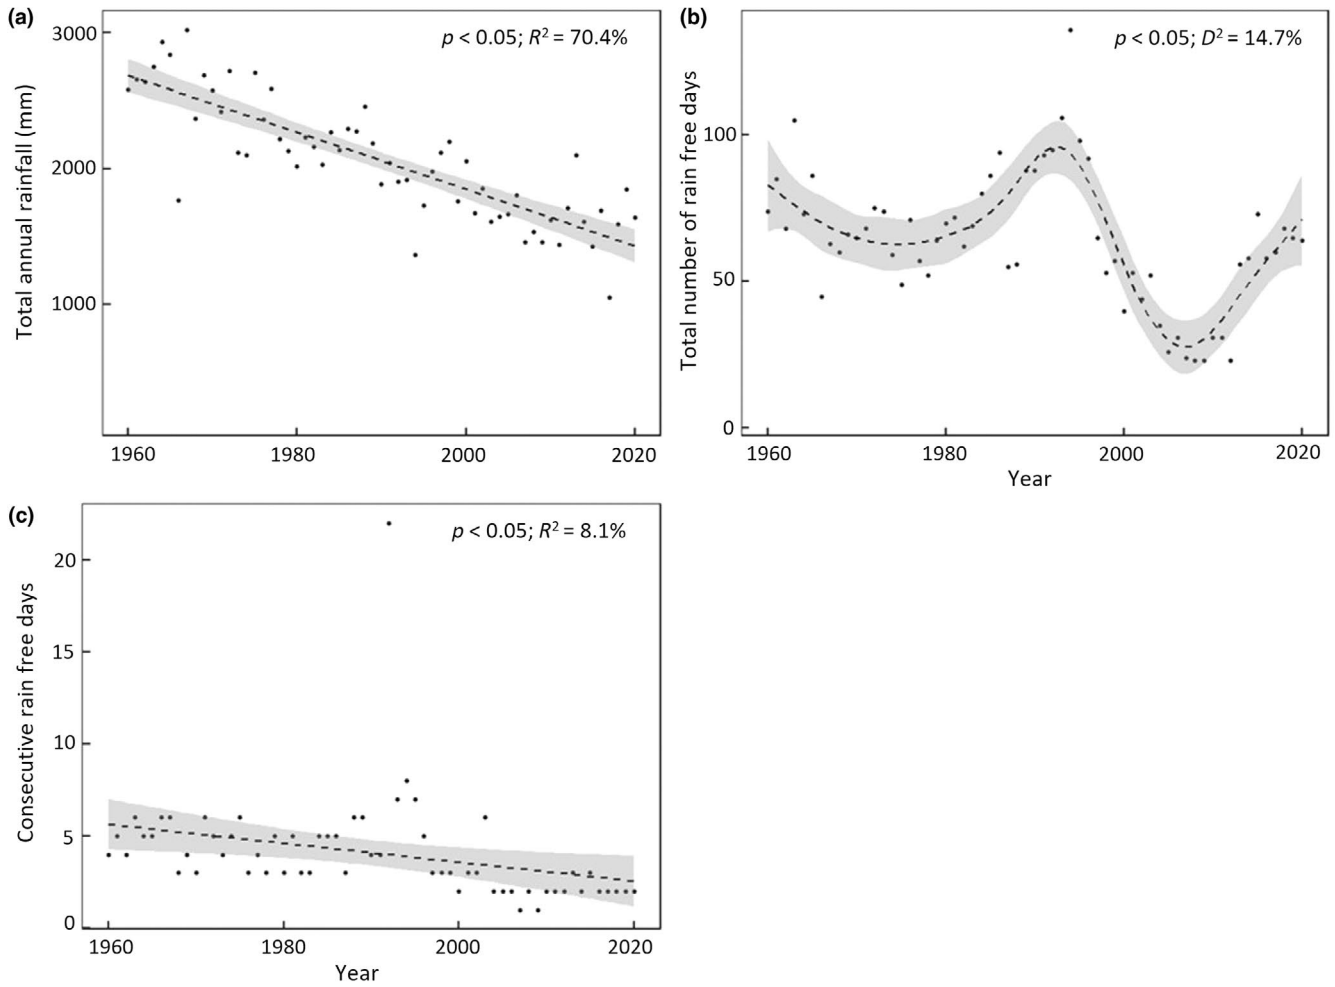 (a)
p < 0.05; R² = 70.4%
Total annual rainfall (mm)
3000
2000
1000
1960 1980 2000 2020
(b)
p < 0.05; D² = 14.7%
Total number of rain free days
100
50
0
1960 1980 2000 2020
Year
(c)
p < 0.05; R² = 8.1%
Consecutive rain free days
20
15
10
5
0
1960 1980 2000 2020
Year